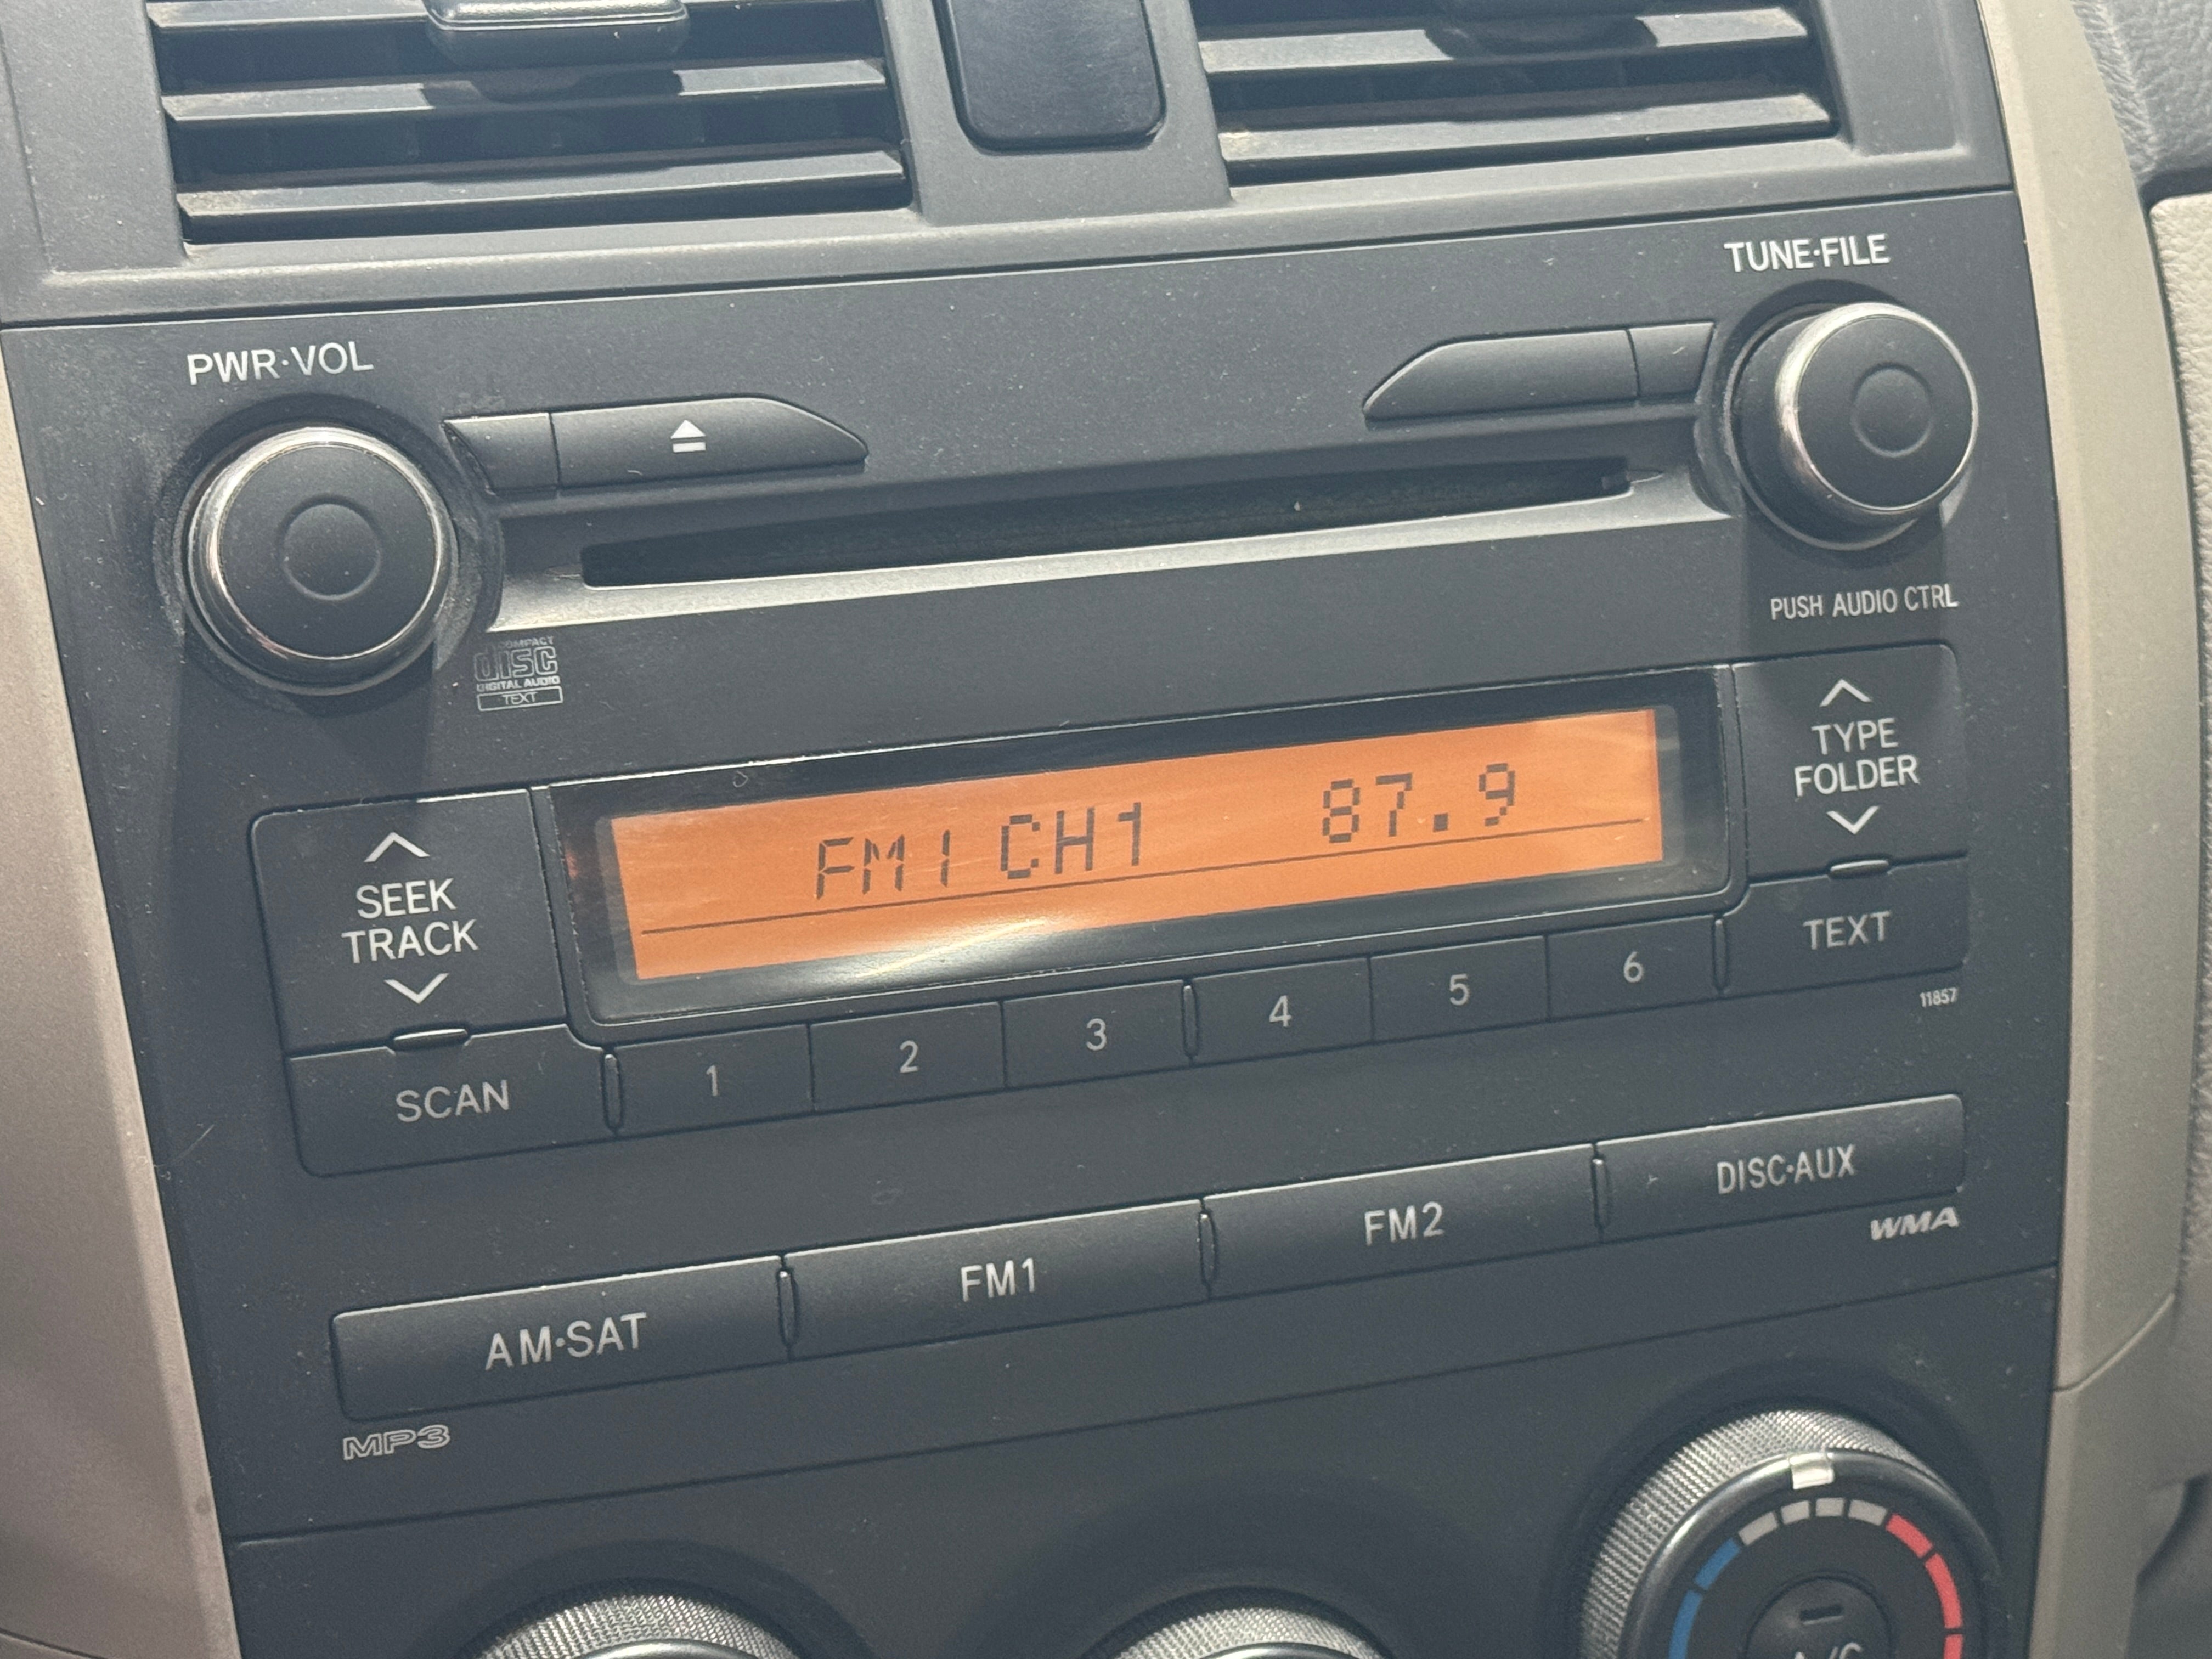 TUNE·FILE
PWR·VOL
⏏
PUSH AUDIO CTRL
COMPACT
disc
DIGITAL AUDIO
TEXT
TYPE
FOLDER
FM1 CH1 87.9
SEEK
TRACK
TEXT
11857
SCAN 1 2 3 4 5 6
DISC·AUX
FM2
FM1
AM·SAT
WMA
MP3
A/C